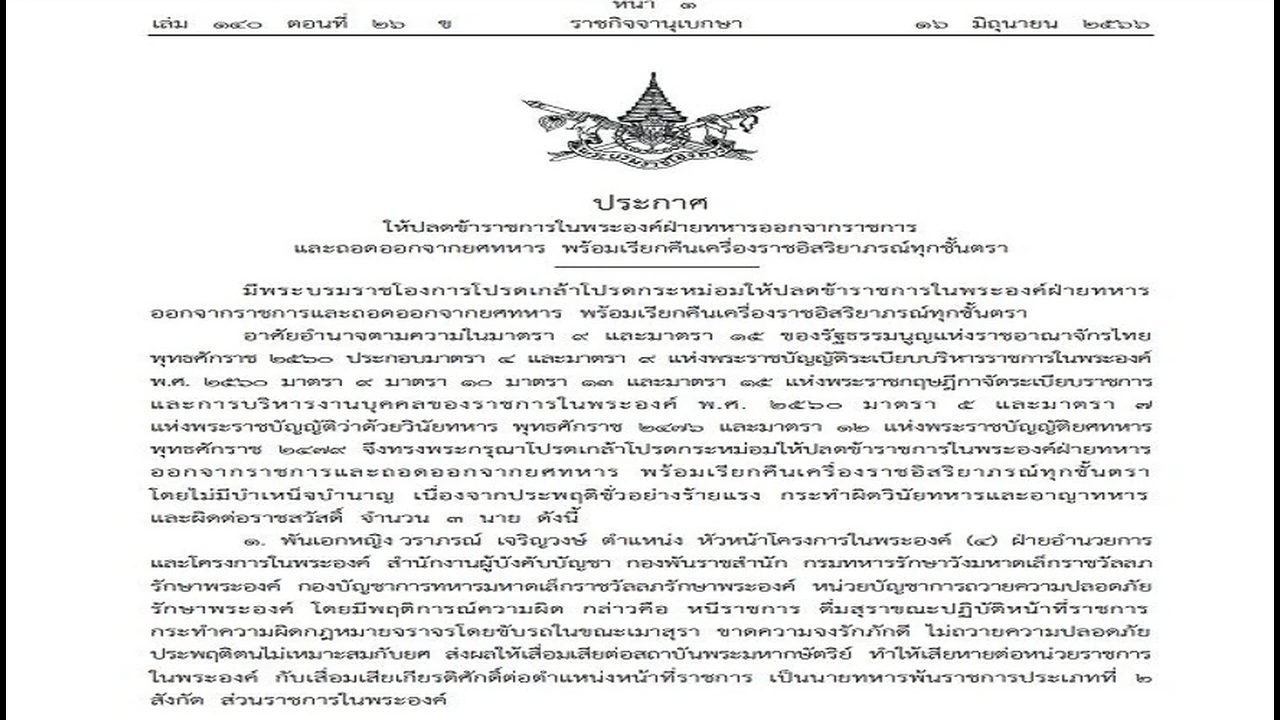 หน้า ๑
เล่ม ๑๔๐ ตอนที่ ๒๖ ข ราชกิจจานุเบกษา ๑๖ มิถุนายน ๒๕๖๖
พระบรมราชโองการ
ประกาศ
ให้ปลดข้าราชการในพระองค์ฝ่ายทหารออกจากราชการ
และถอดออกจากยศทหาร พร้อมเรียกคืนเครื่องราชอิสริยาภรณ์ทุกชั้นตรา
มีพระบรมราชโองการโปรดเกล้าโปรดกระหม่อมให้ปลดข้าราชการในพระองค์ฝ่ายทหาร
ออกจากราชการและถอดออกจากยศทหาร พร้อมเรียกคืนเครื่องราชอิสริยาภรณ์ทุกชั้นตรา
อาศัยอำนาจตามความในมาตรา ๙ และมาตรา ๑๕ ของรัฐธรรมนูญแห่งราชอาณาจักรไทย
พุทธศักราช ๒๕๖๐ ประกอบมาตรา ๔ และมาตรา ๙ แห่งพระราชบัญญัติระเบียบบริหารราชการในพระองค์
พ.ศ. ๒๕๖๐ มาตรา ๙ มาตรา ๑๐ มาตรา ๑๓ และมาตรา ๑๕ แห่งพระราชกฤษฎีกาจัดระเบียบราชการ
และการบริหารงานบุคคลของราชการในพระองค์ พ.ศ. ๒๕๖๐ มาตรา ๕ และมาตรา ๗
แห่งพระราชบัญญัติว่าด้วยวินัยทหาร พุทธศักราช ๒๔๗๖ และมาตรา ๑๒ แห่งพระราชบัญญัติยศทหาร
พุทธศักราช ๒๔๗๙ จึงทรงพระกรุณาโปรดเกล้าโปรดกระหม่อมให้ปลดข้าราชการในพระองค์ฝ่ายทหาร
ออกจากราชการและถอดออกจากยศทหาร พร้อมเรียกคืนเครื่องราชอิสริยาภรณ์ทุกชั้นตรา
โดยไม่มีบำเหน็จบำนาญ เนื่องจากประพฤติชั่วอย่างร้ายแรง กระทำผิดวินัยทหารและอาญาทหาร
และผิดต่อราชสวัสดิ์ จำนวน ๓ นาย ดังนี้
๑. พันเอกหญิง วราภรณ์ เจริญวงษ์ ตำแหน่ง หัวหน้าโครงการในพระองค์ (๔) ฝ่ายอำนวยการ
และโครงการในพระองค์ สำนักงานผู้บังคับบัญชา กองพันราชสำนัก กรมทหารรักษาวังมหาดเล็กราชวัลลภ
รักษาพระองค์ กองบัญชาการทหารมหาดเล็กราชวัลลภรักษาพระองค์ หน่วยบัญชาการถวายความปลอดภัย
รักษาพระองค์ โดยมีพฤติการณ์ความผิด กล่าวคือ หนีราชการ ดื่มสุราขณะปฏิบัติหน้าที่ราชการ
กระทำความผิดกฎหมายจราจรโดยขับรถในขณะเมาสุรา ขาดความจงรักภักดี ไม่ถวายความปลอดภัย
ประพฤติตนไม่เหมาะสมกับยศ ส่งผลให้เสื่อมเสียต่อสถาบันพระมหากษัตริย์ ทำให้เสียหายต่อหน่วยราชการ
ในพระองค์ กับเสื่อมเสียเกียรติศักดิ์ต่อตำแหน่งหน้าที่ราชการ เป็นนายทหารพ้นราชการประเภทที่ ๒
สังกัด ส่วนราชการในพระองค์